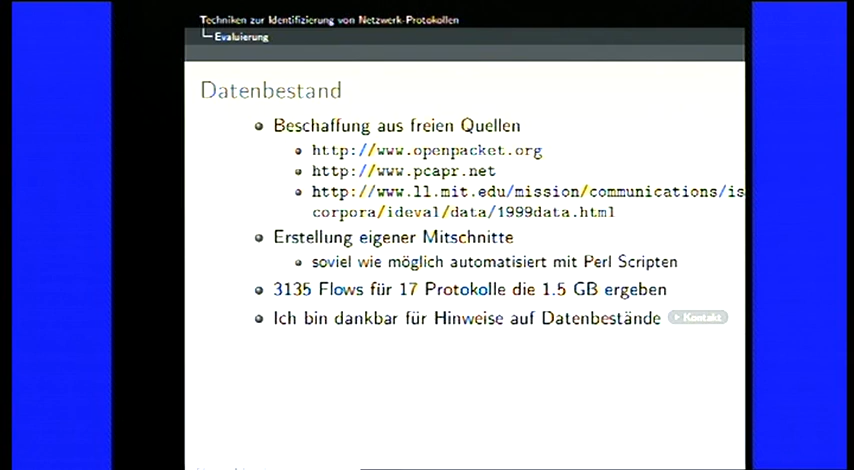 Techniken zur Identifizierung von Netzwerk-Protokollen
Evaluierung
Datenbestand
Beschaffung aus freien Quellen
http://www.openpacket.org
http://www.pcapr.net
http://www.ll.mit.edu/mission/communications/is
corpora/ideval/data/1999data.html
Erstellung eigener Mitschnitte
soviel wie möglich automatisiert mit Perl Scripten
3135 Flows für 17 Protokolle die 1.5 GB ergeben
Ich bin dankbar für Hinweise auf Datenbestände Kontakt